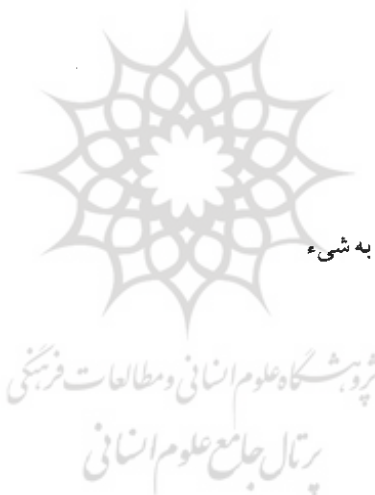 به شیء
پژوهشگاه علوم انسانی و مطالعات فرهنگی
پرتال جامع علوم انسانی